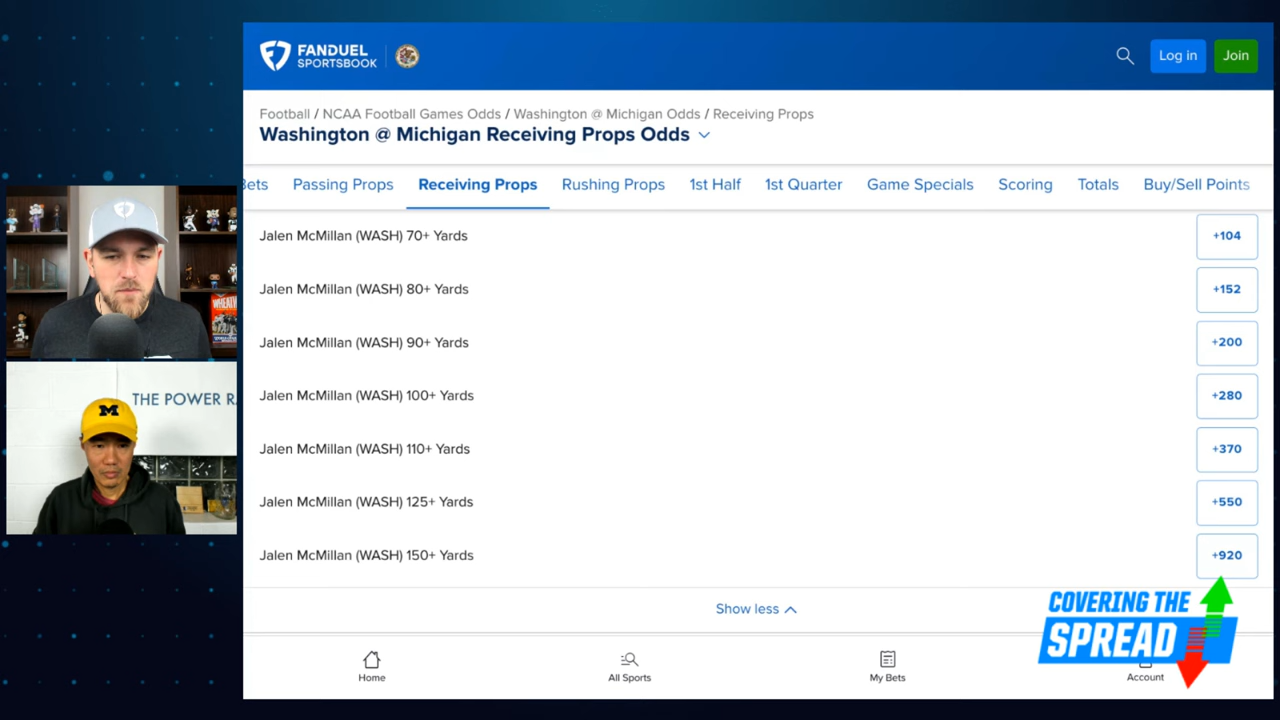 FANDUEL
SPORTSBOOK
Log in
Join
Football / NCAA Football Games Odds / Washington @ Michigan Odds / Receiving Props
Washington @ Michigan Receiving Props Odds
Bets Passing Props Receiving Props Rushing Props 1st Half 1st Quarter Game Specials Scoring Totals Buy/Sell Points
Jalen McMillan (WASH) 70+ Yards +104
Jalen McMillan (WASH) 80+ Yards +152
Jalen McMillan (WASH) 90+ Yards +200
Jalen McMillan (WASH) 100+ Yards +280
Jalen McMillan (WASH) 110+ Yards +370
Jalen McMillan (WASH) 125+ Yards +550
Jalen McMillan (WASH) 150+ Yards +920
Show less
Home All Sports My Bets Account
COVERING THE
SPREAD
THE POWER R
M